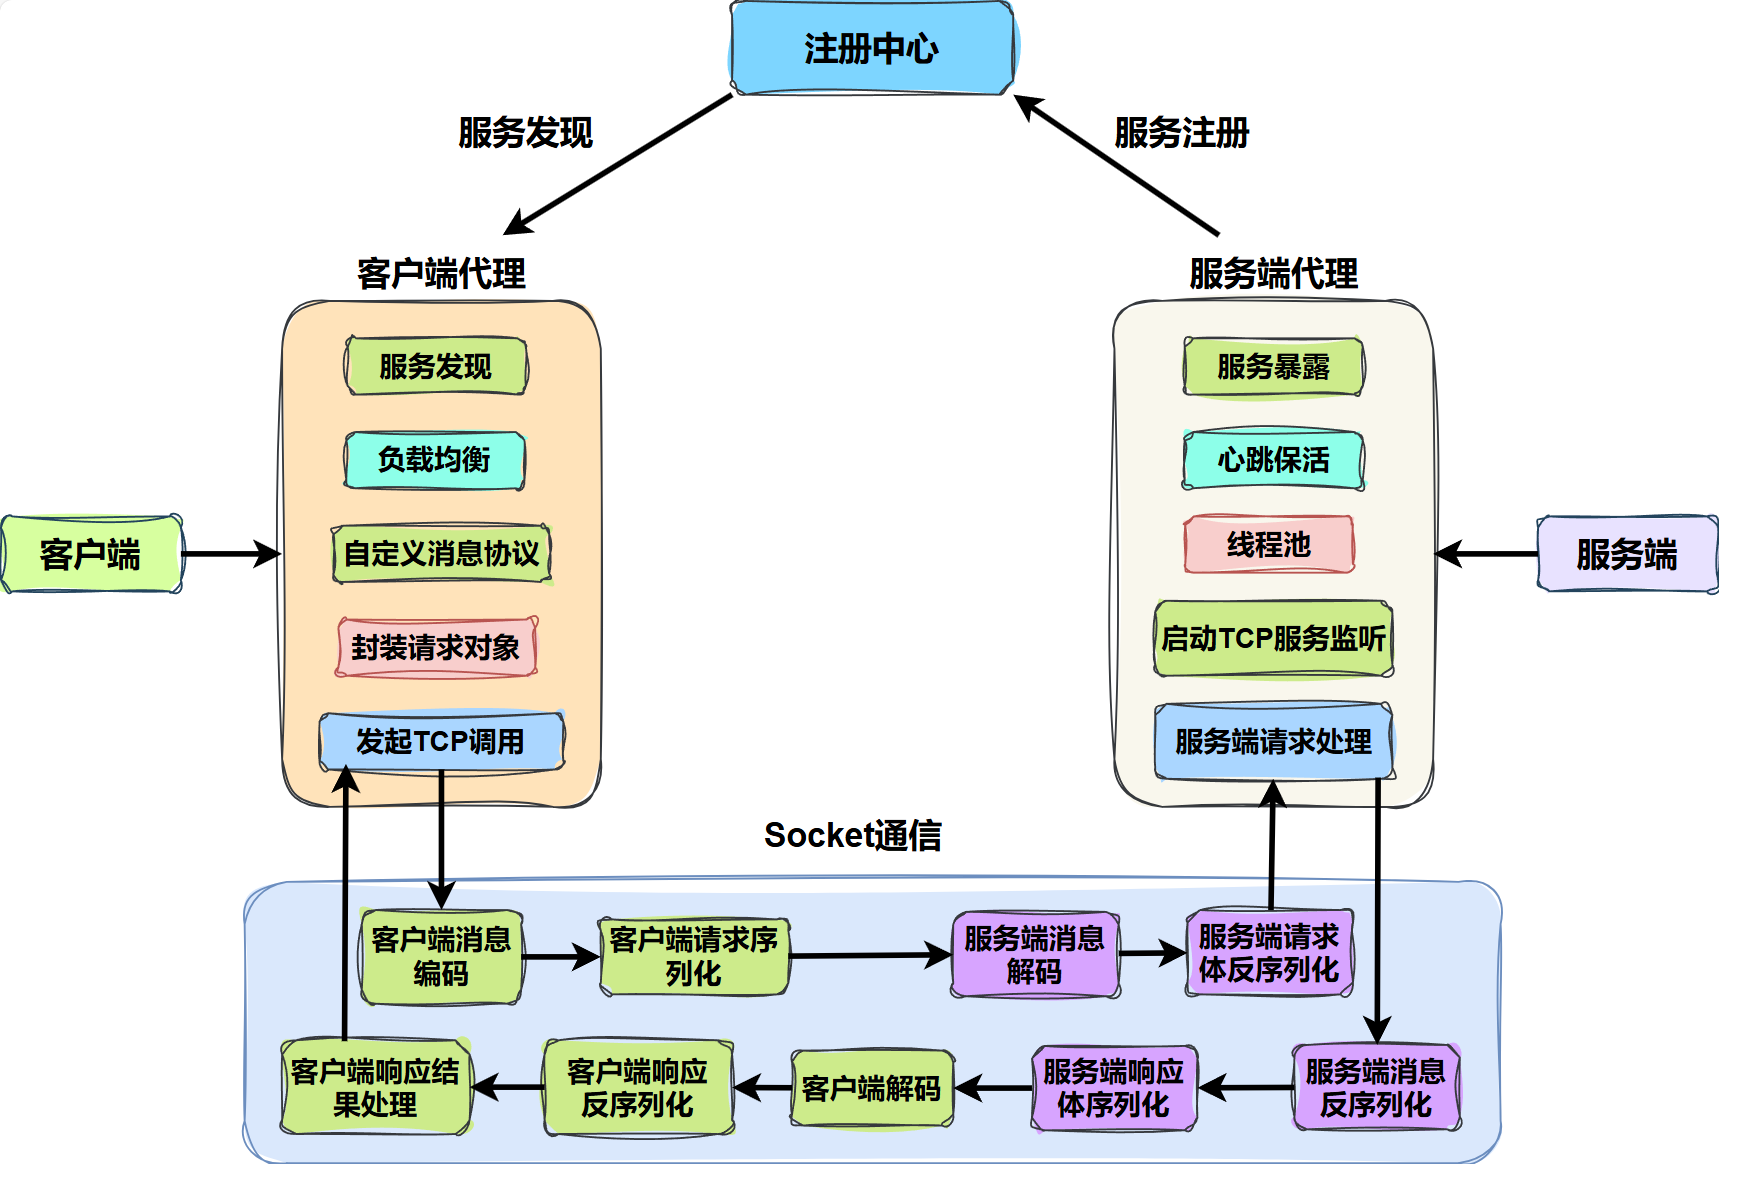 注册中心
服务发现
服务注册
客户端代理
服务端代理
服务发现
服务暴露
负载均衡
心跳保活
客户端
自定义消息协议
线程池
服务端
封装请求对象
启动TCP服务监听
发起TCP调用
服务端请求处理
Socket通信
客户端消息
编码
客户端请求序
列化
服务端消息
解码
服务端请求
体反序列化
客户端响应结
果处理
客户端响应
反序列化
客户端解码
服务端响应
体序列化
服务端消息
反序列化